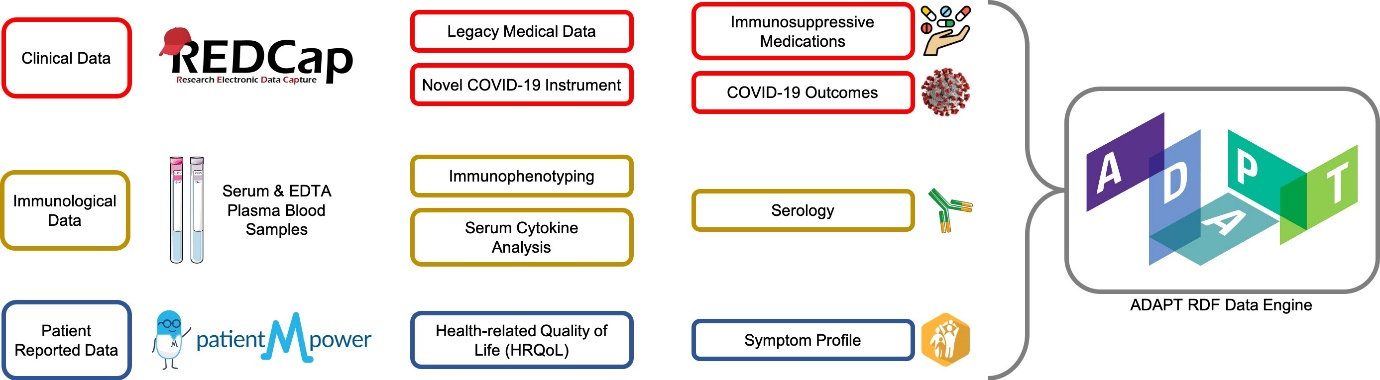 Clinical Data
REDCap
Research Electronic Data Capture
Legacy Medical Data
Novel COVID-19 Instrument
Immunosuppressive
Medications
COVID-19 Outcomes
Immunological
Data
Serum & EDTA
Plasma Blood
Samples
Immunophenotyping
Serum Cytokine
Analysis
Serology
Patient
Reported Data
patientMpower
Health-related Quality of
Life (HRQoL)
Symptom Profile
ADAPT
ADAPT RDF Data Engine